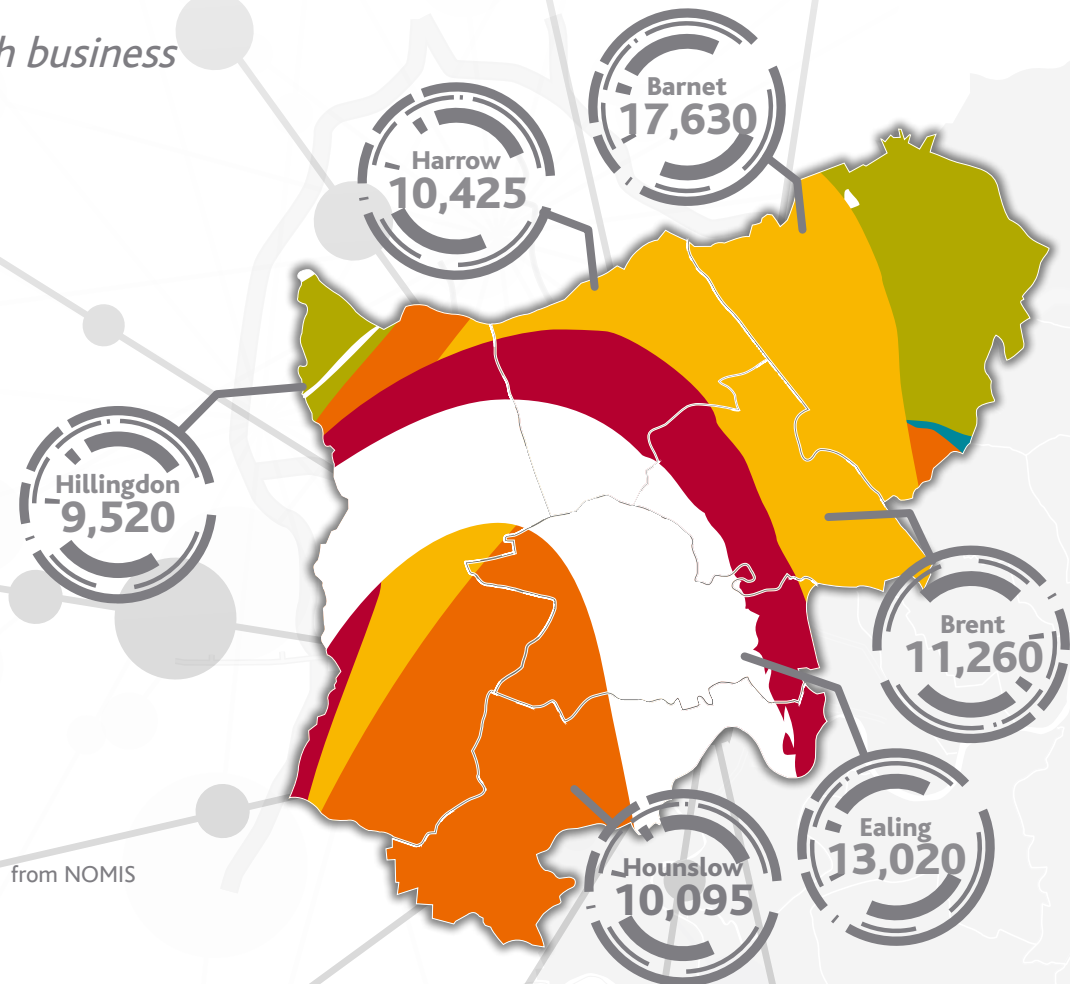 business
Barnet
17,630
Harrow
10,425
Hillingdon
9,520
Brent
11,260
Ealing
13,020
Hounslow
10,095
from NOMIS